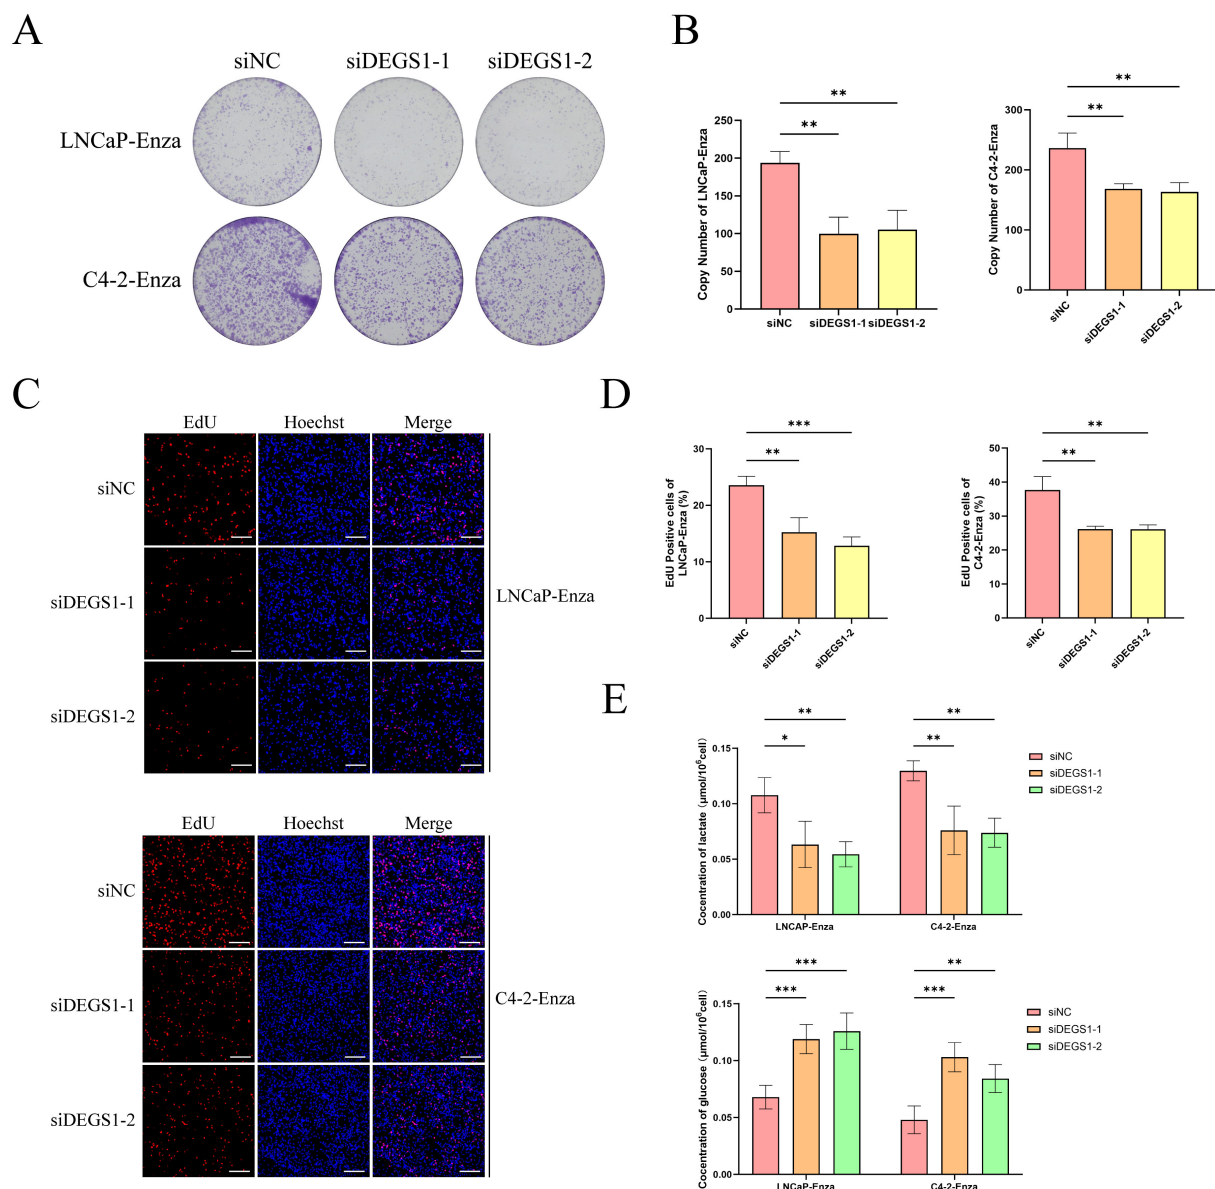 A
siNC siDEGS1-1 siDEGS1-2
LNCaP-Enza
C4-2-Enza
B
**
**
Copy Number of LNCaP-Enza
250
200
150
100
50
0
siNC siDEGS1-1 siDEGS1-2
**
**
Copy Number of C4-2-Enza
300
200
100
0
siNC siDEGS1-1 siDEGS1-2
C
EdU Hoechst Merge
siNC
siDEGS1-1
siDEGS1-2
LNCaP-Enza
EdU Hoechst Merge
siNC
siDEGS1-1
siDEGS1-2
C4-2-Enza
D
***
**
EdU Positive cells of
LNCaP-Enza (%)
30
20
10
0
siNC siDEGS1-1 siDEGS1-2
**
**
EdU Positive cells of
C4-2-Enza (%)
50
40
30
20
10
0
siNC siDEGS1-1 siDEGS1-2
E
** **
* **
Cocentration of lactate (μmol/10⁶cell)
0.15
0.10
0.05
0.00
LNCAP-Enza C4-2-Enza
siNC
siDEGS1-1
siDEGS1-2
*** **
*** ***
Cocentration of glucose (μmol/10⁶cell)
0.15
0.10
0.05
0.00
LNCaP-Enza C4-2-Enza
siNC
siDEGS1-1
siDEGS1-2